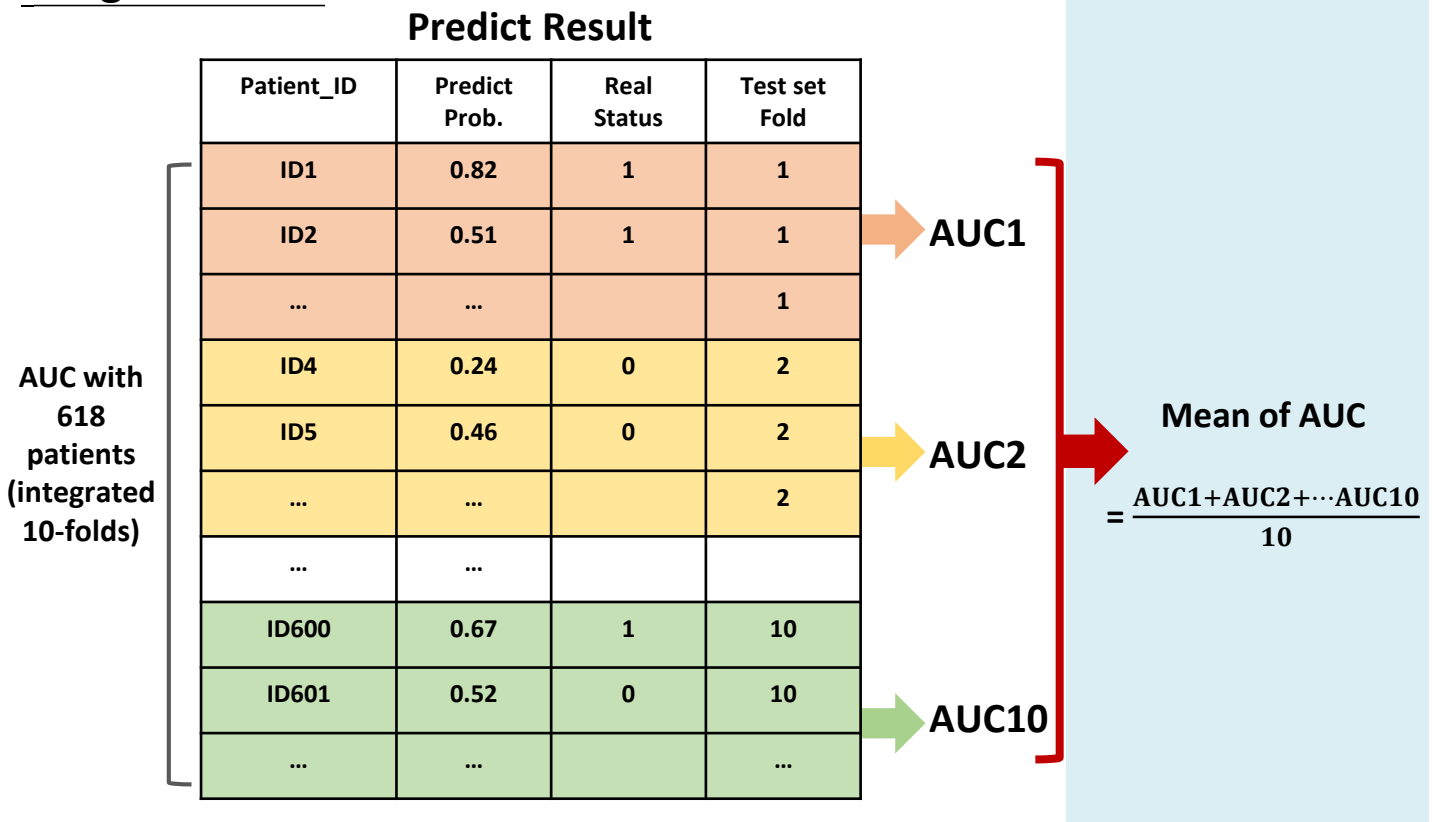 Predict Result
Patient_ID Predict Prob. Real Status Test set Fold
ID1 0.82 1 1
ID2 0.51 1 1
... ... 1
ID4 0.24 0 2
ID5 0.46 0 2
... ... 2
... ...
ID600 0.67 1 10
ID601 0.52 0 10
... ... ...
AUC with
618
patients
(integrated
10-folds)
AUC1
AUC2
AUC10
Mean of AUC
= AUC1+AUC2+⋯AUC10
10